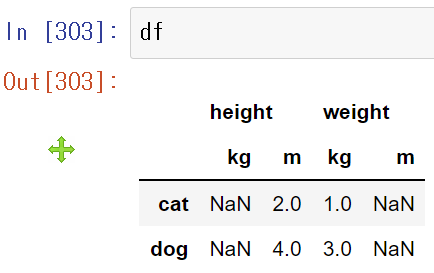 In [303]: df
Out[303]:
height weight
kg m kg m
cat NaN 2.0 1.0 NaN
dog NaN 4.0 3.0 NaN